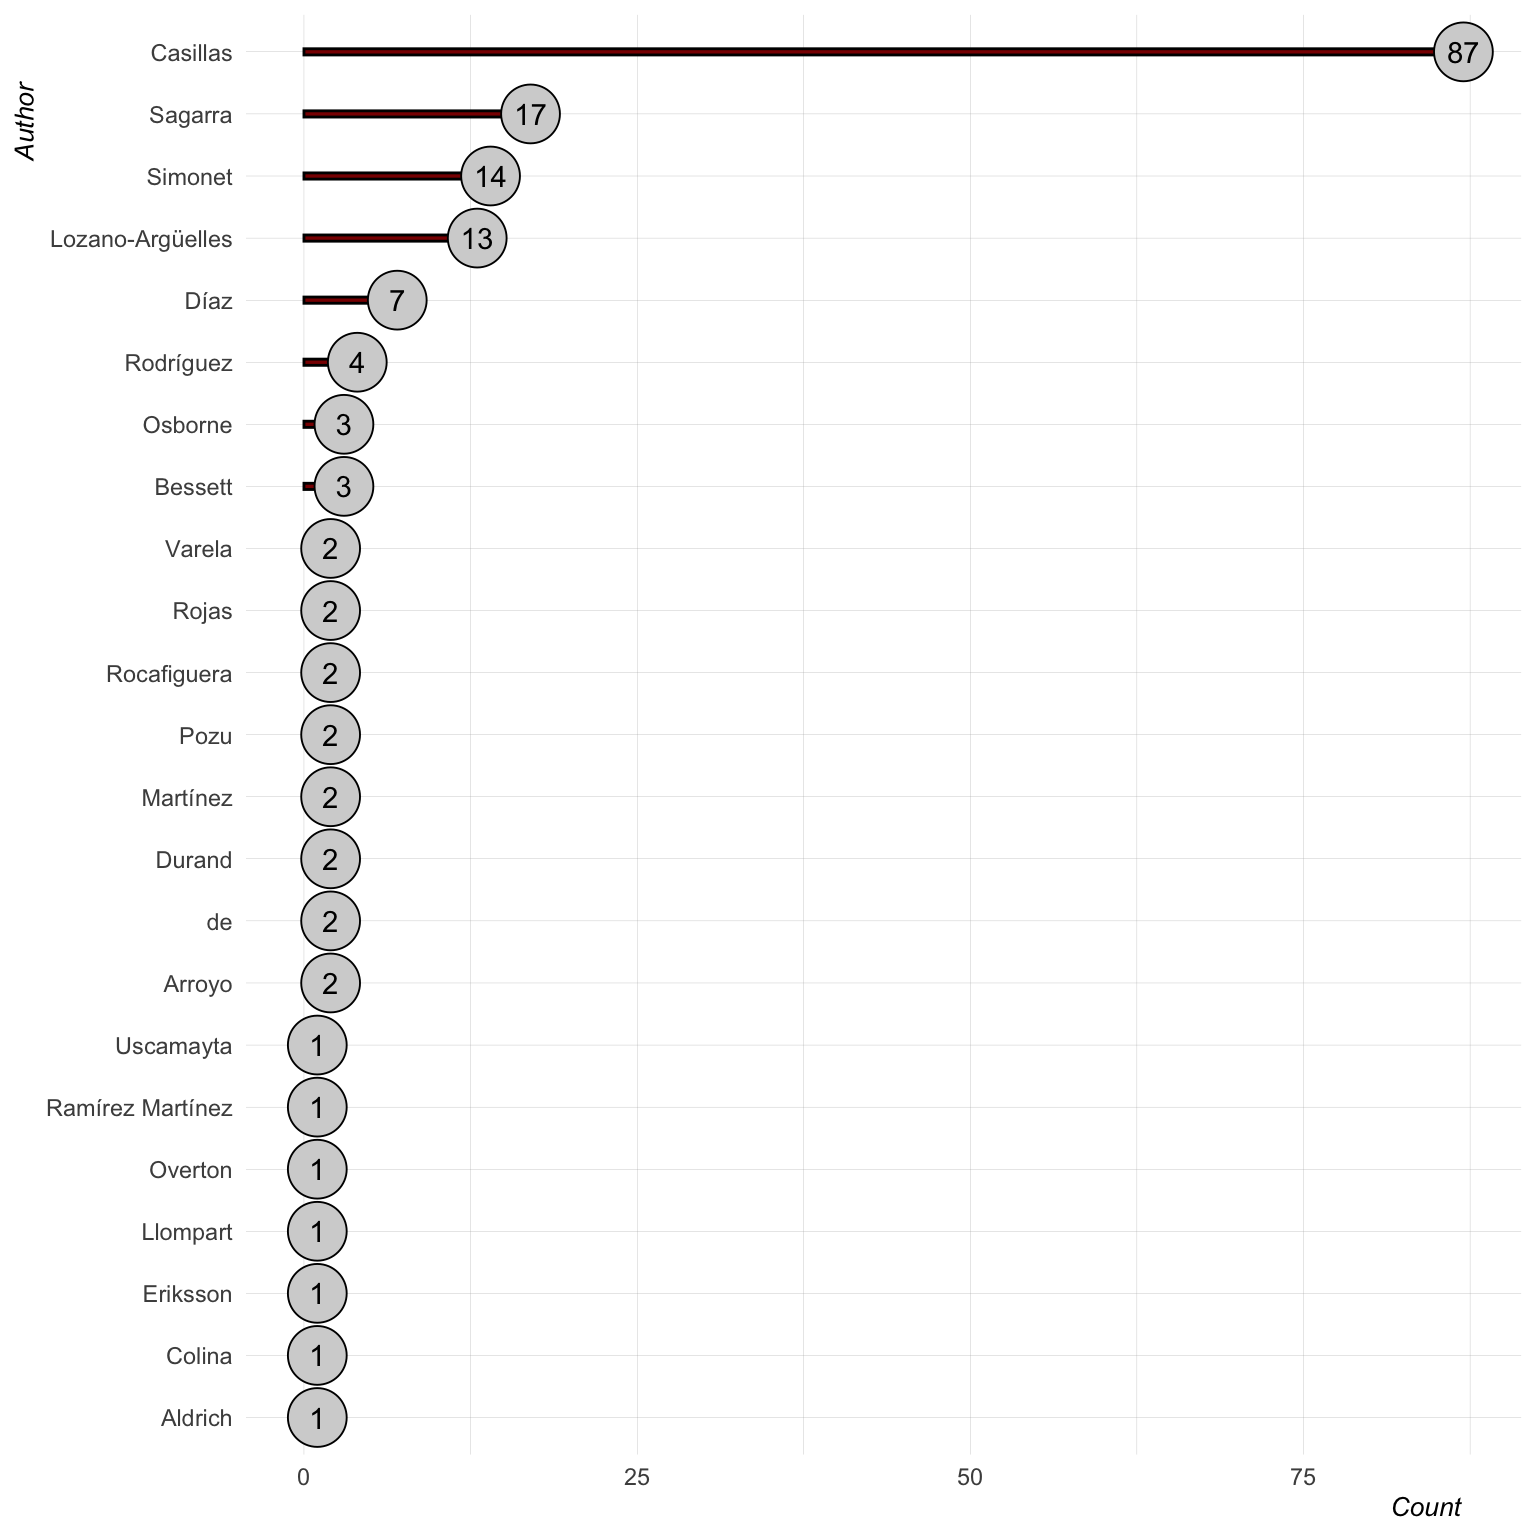 Author
Casillas 87
Sagarra 17
Simonet 14
Lozano-Argüelles 13
Díaz 7
Rodríguez 4
Osborne 3
Bessett 3
Varela 2
Rojas 2
Rocafiguera 2
Pozu 2
Martínez 2
Durand 2
de 2
Arroyo 2
Uscamayta 1
Ramírez Martínez 1
Overton 1
Llompart 1
Eriksson 1
Colina 1
Aldrich 1
0 25 50 75
Count